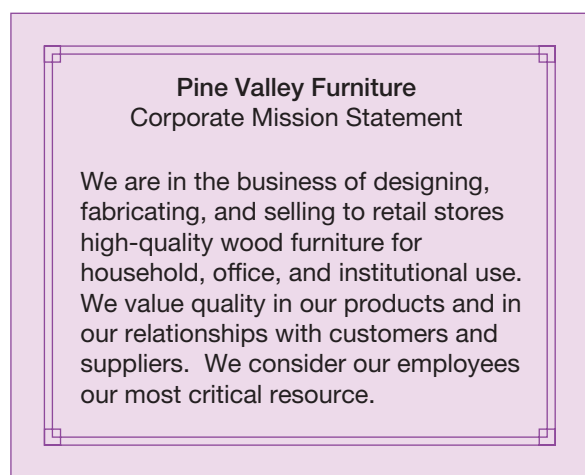 Pine Valley Furniture
Corporate Mission Statement
We are in the business of designing,
fabricating, and selling to retail stores
high-quality wood furniture for
household, office, and institutional use.
We value quality in our products and in
our relationships with customers and
suppliers.  We consider our employees
our most critical resource.